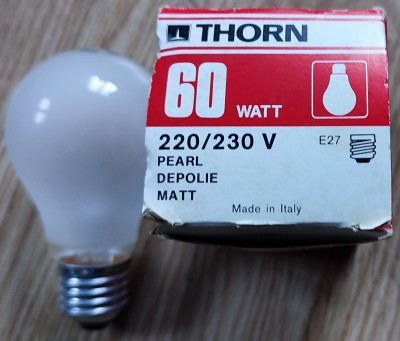 THORN
60 WATT
220/230 V
E27
PEARL
DEPOLIE
MATT
Made in Italy